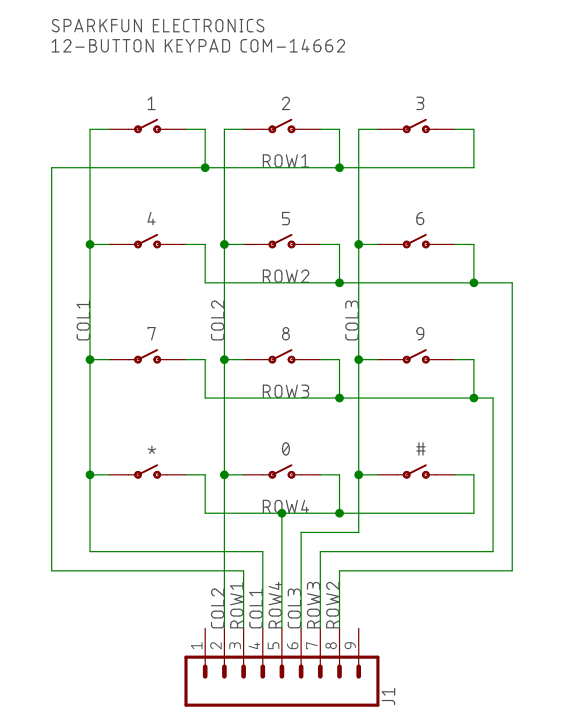 SPARKFUN ELECTRONICS
12-BUTTON KEYPAD COM-14662
1 2 3
ROW1
4 5 6
ROW2
COL1 COL2 COL3
7 8 9
ROW3
* 0 #
ROW4
COL2 ROW1 COL1 ROW4 COL3 ROW3 ROW2
1 2 3 4 5 6 7 8 9
J1